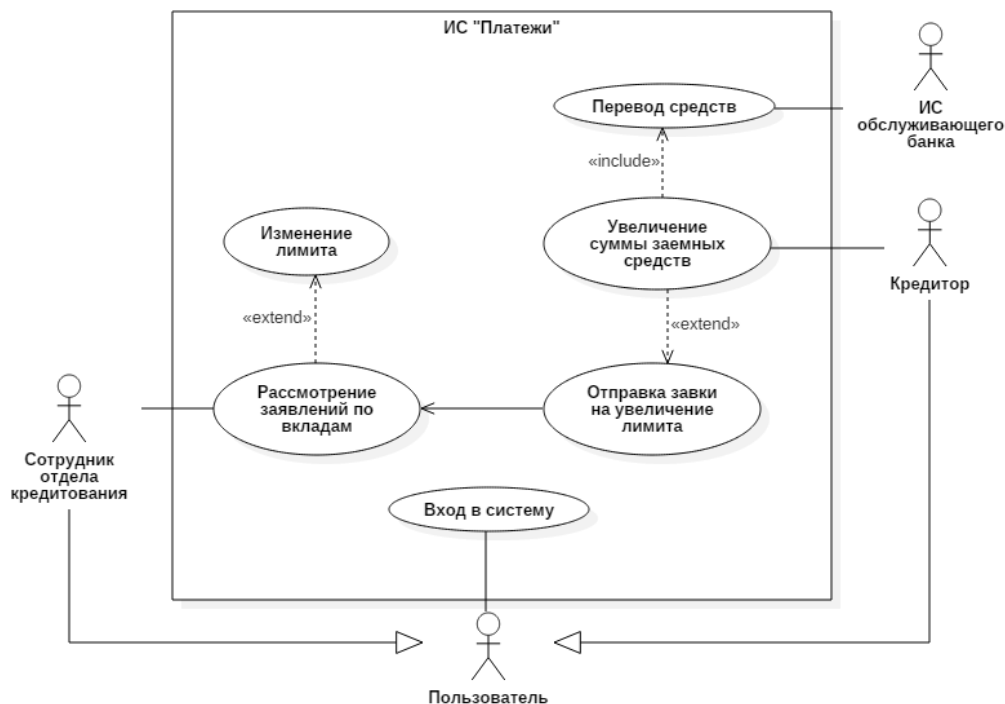 ИС "Платежи"
Перевод средств
ИС
обслуживающего
банка
«include»
Изменение
лимита
Увеличение
суммы заемных
средств
Кредитор
«extend»
«extend»
Рассмотрение
заявлений по
вкладам
Отправка завки
на увеличение
лимита
Сотрудник
отдела
кредитования
Вход в систему
Пользователь